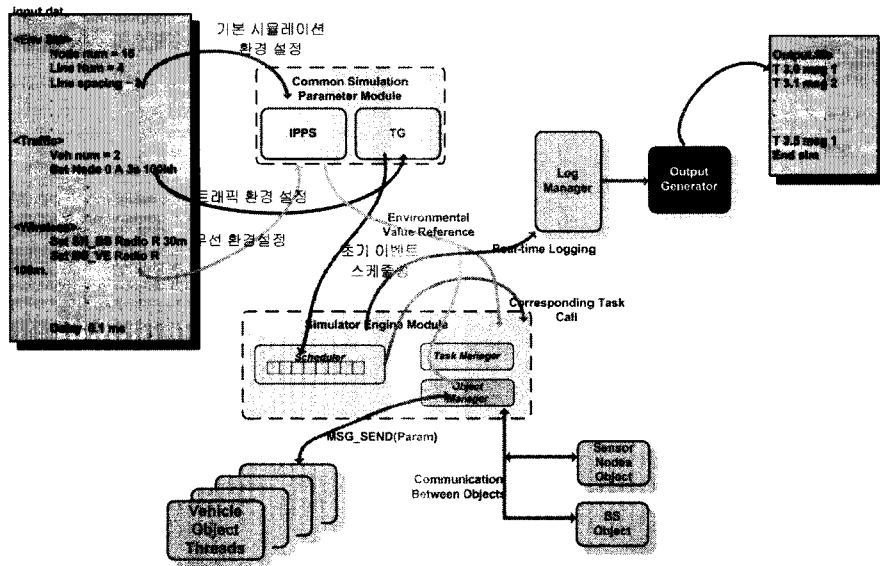 input dat
Node num = 15
Line num = 4
Line spacing = 
<Traffic>
Veh num = 2
Set Node 0 A 3s 100kh
<Wireless>
Set SN_BS Radio R 30m
Set BS_VE Radio R
100m.
Delay 0.1 ms
기본 시뮬레이션
환경 설정
Common Simulation
Parameter Module
IPPS
TG
트래픽 환경 설정
무선 환경설정
Environmental
Value Reference
초기 이벤트
스케줄링
Log
Manager
Output
Generator
Output file
T 3.0 msg 1
T 3.1 msg 2
T 3.5 msg 1
End sim
Real-time Logging
Corresponding Task
Call
Simulator Engine Module
Scheduler
Task Manager
Object
Manager
MSG_SEND(Param)
Communication
Between Objects
Sensor
Nodes
Object
BS
Object
Vehicle
Object
Threads